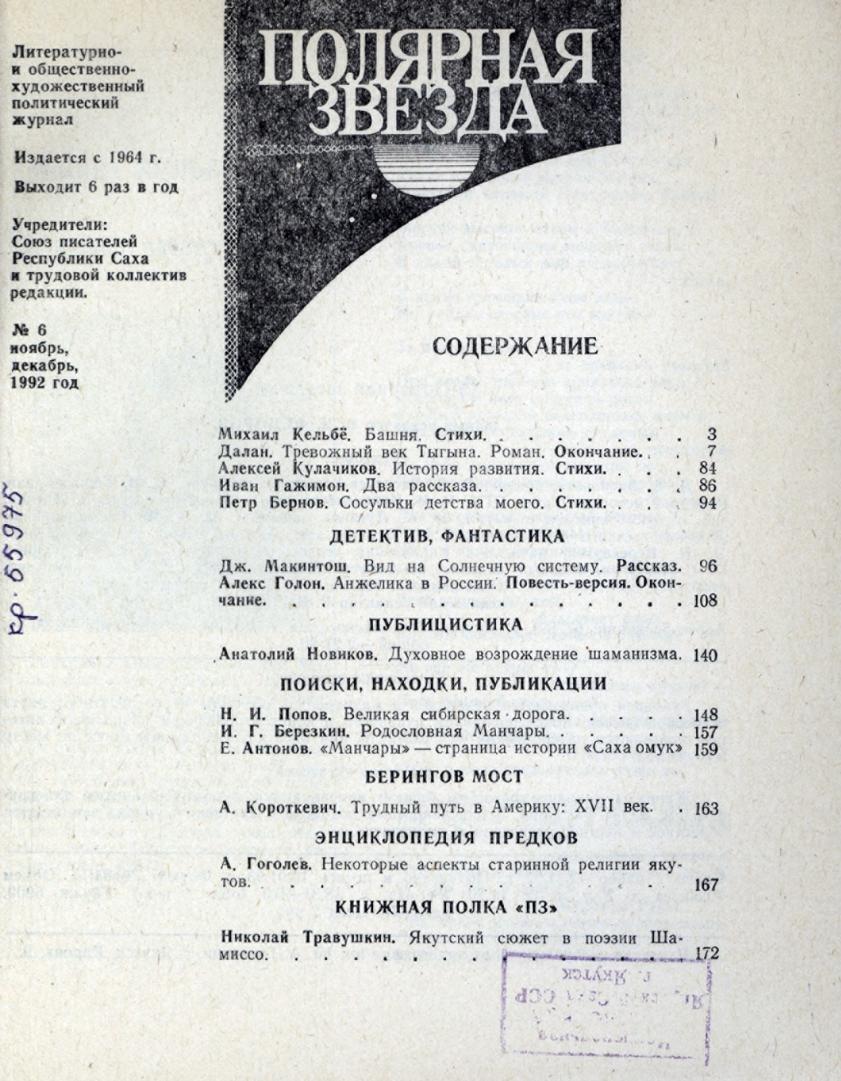 ПОЛЯРНАЯ
ЗВЕЗДА
Литературно-
и общественно-
художественный
политический
журнал
Издается с 1964 г.
Выходит 6 раз в год
Учредители:
Союз писателей
Республики Саха
и трудовой коллектив
редакции.
№ 6
ноябрь,
декабрь,
1992 год
кр. 55975
СОДЕРЖАНИЕ
Михаил Кельбё. Башня. Стихи. . . . . . . . 3
Далан. Тревожный век Тыгына. Роман. Окончание. . . 7
Алексей Кулачиков. История развития. Стихи. . . . 84
Иван Гажимон. Два рассказа. . . . . . . . 86
Петр Бернов. Сосульки детства моего. Стихи. . . . 94
ДЕТЕКТИВ, ФАНТАСТИКА
Дж. Макинтош. Вид на Солнечную систему. Рассказ. 96
Алекс Голон. Анжелика в России. Повесть-версия. Окон-
чание. . . . . . . . . . . . . . 108
ПУБЛИЦИСТИКА
Анатолий Новиков. Духовное возрождение шаманизма. 140
ПОИСКИ, НАХОДКИ, ПУБЛИКАЦИИ
Н. И. Попов. Великая сибирская дорога. . . . . 148
И. Г. Березкин. Родословная Манчары. . . . . . 157
Е. Антонов. «Манчары» — страница истории «Саха омук» 159
БЕРИНГОВ МОСТ
А. Короткевич. Трудный путь в Америку: XVII век. . 163
ЭНЦИКЛОПЕДИЯ ПРЕДКОВ
А. Гоголев. Некоторые аспекты старинной религии яку-
тов. . . . . . . . . . . . . . 167
КНИЖНАЯ ПОЛКА «ПЗ»
Николай Травушкин. Якутский сюжет в поэзии Ша-
миссо. . . . . . . . . . . . . . 172
г. Якутск
ССР